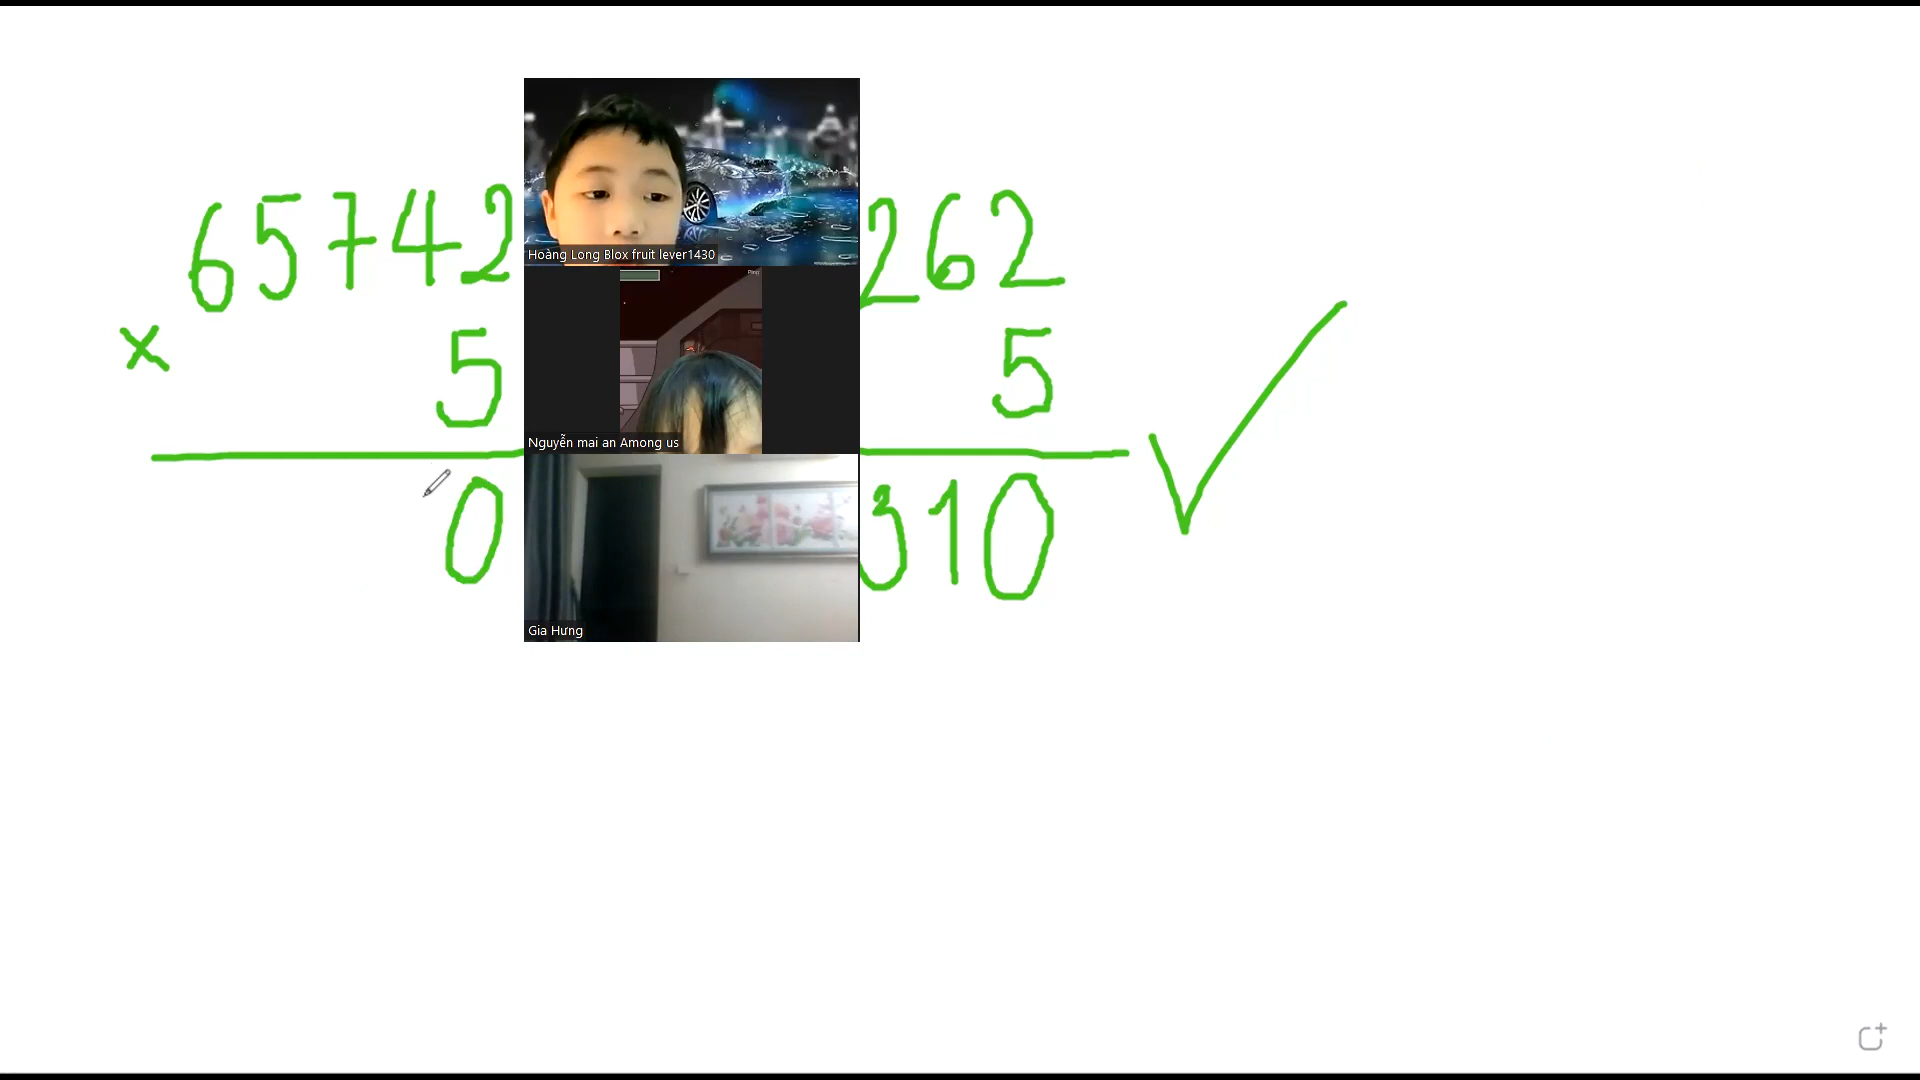 65742
262
x 5
5
0
310
Hoàng Long Blox fruit lever1430
Nguyễn mai an Among us
Gia Hưng